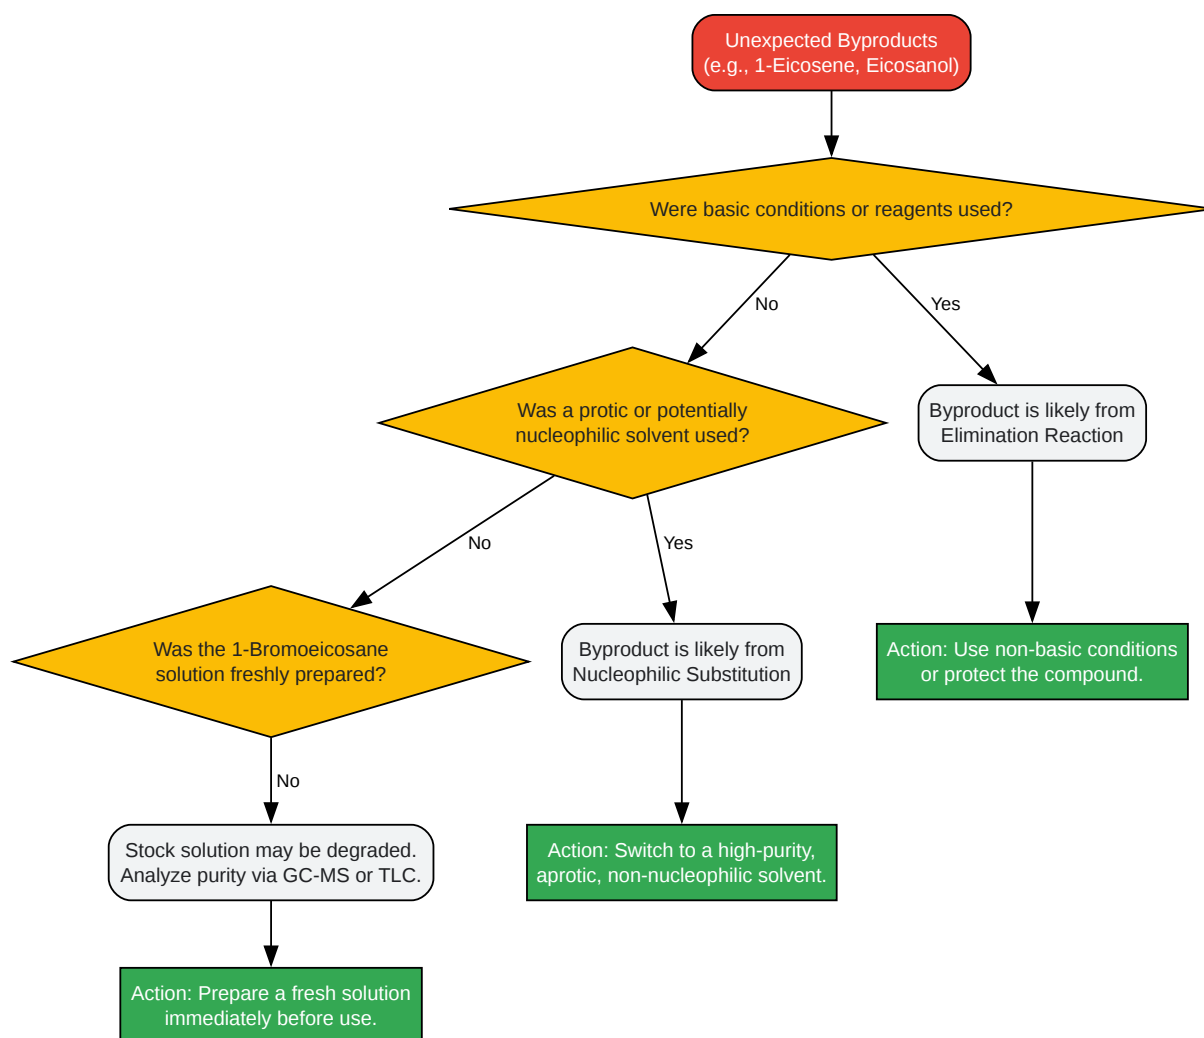 Unexpected Byproducts
(e.g., 1-Eicosene, Eicosanol)
Were basic conditions or reagents used?
No
Yes
Was a protic or potentially
nucleophilic solvent used?
Byproduct is likely from
Elimination Reaction
No
Yes
Was the 1-Bromoeicosane
solution freshly prepared?
Byproduct is likely from
Nucleophilic Substitution
Action: Use non-basic conditions
or protect the compound.
No
Stock solution may be degraded.
Analyze purity via GC-MS or TLC.
Action: Switch to a high-purity,
aprotic, non-nucleophilic solvent.
Action: Prepare a fresh solution
immediately before use.